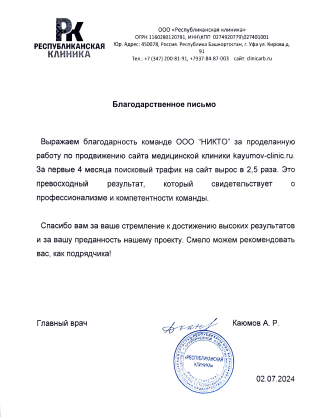 РК
РЕСПУБЛИКАНСКАЯ
КЛИНИКА
ООО «Республиканская клиника»
ОГРН 1160280120791, ИНН\КПП 0274920799\027401001
Юр. Адрес: 450078, Россия, Республика Башкортостан, г. Уфа ул. Кирова д,
91
Тел.: +7 (347) 200-81-91, +7937-84-87-003 сайт clinicarb.ru
Благодарственное письмо
Выражаем благодарность команде ООО "НИКТО" за проделанную
работу по продвижению сайта медицинской клиники kayumov-clinic.ru.
За первые 4 месяца поисковый трафик на сайт вырос в 2,5 раза. Это
превосходный результат, который свидетельствует о
профессионализме и компетентности команды.
Спасибо вам за ваше стремление к достижению высоких результатов
и за вашу преданность нашему проекту. Смело можем рекомендовать
вас, как подрядчика!
Главный врач
Каюмов А. Р.
«РЕСПУБЛИКАНСКАЯ
КЛИНИКА»
02.07.2024